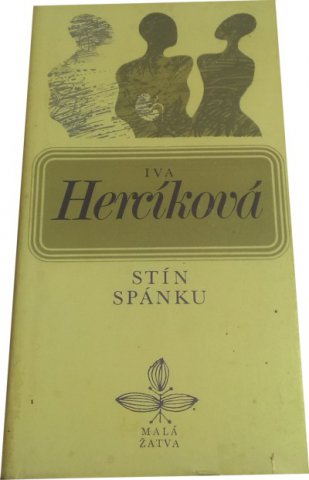 IVA
Hercíková
STÍN
SPÁNKU
MALÁ
ŽATVA